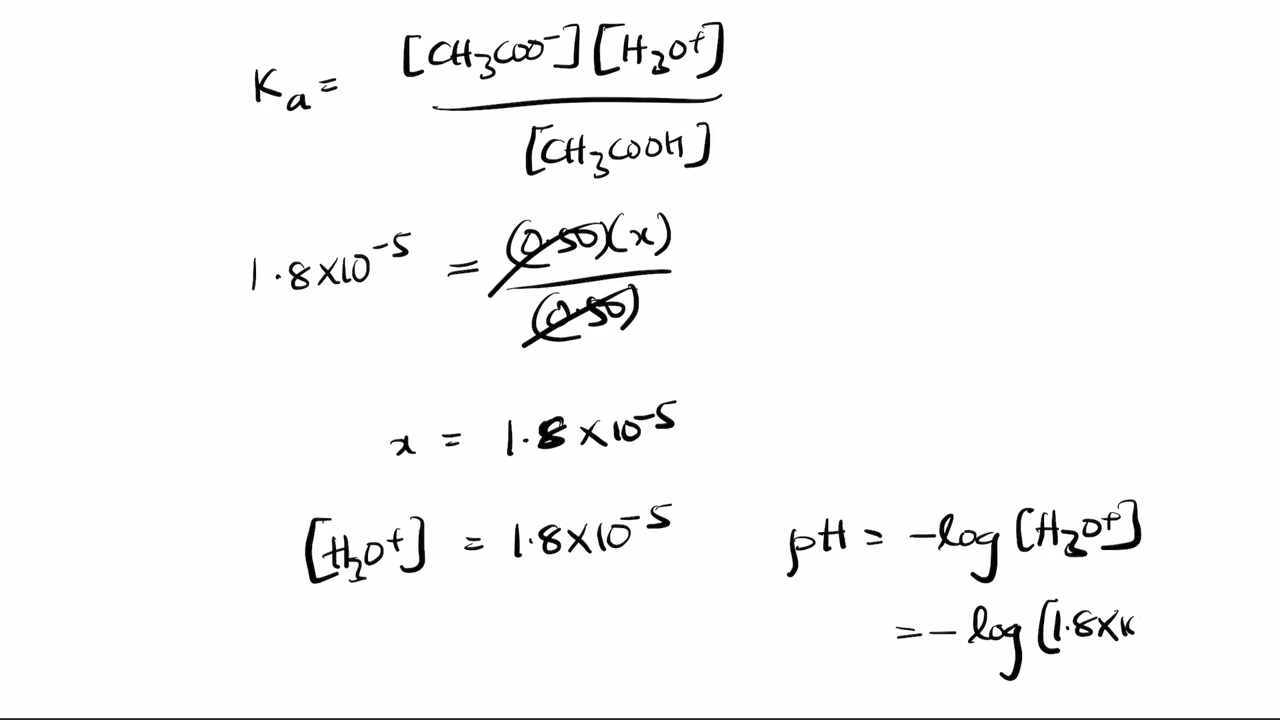 Ka = [CH₃COO⁻][H₃O⁺] / [CH₃COOH]
1.8×10⁻⁵ = (0.50)(x) / (0.50)
x = 1.8×10⁻⁵
[H₃O⁺] = 1.8×10⁻⁵
pH = -log [H₃O⁺]
= -log [1.8×1